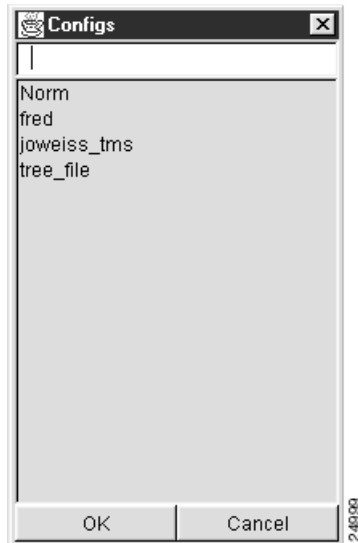 Configs
Norm
fred
joweiss_tms
tree_file
OK
Cancel
24999